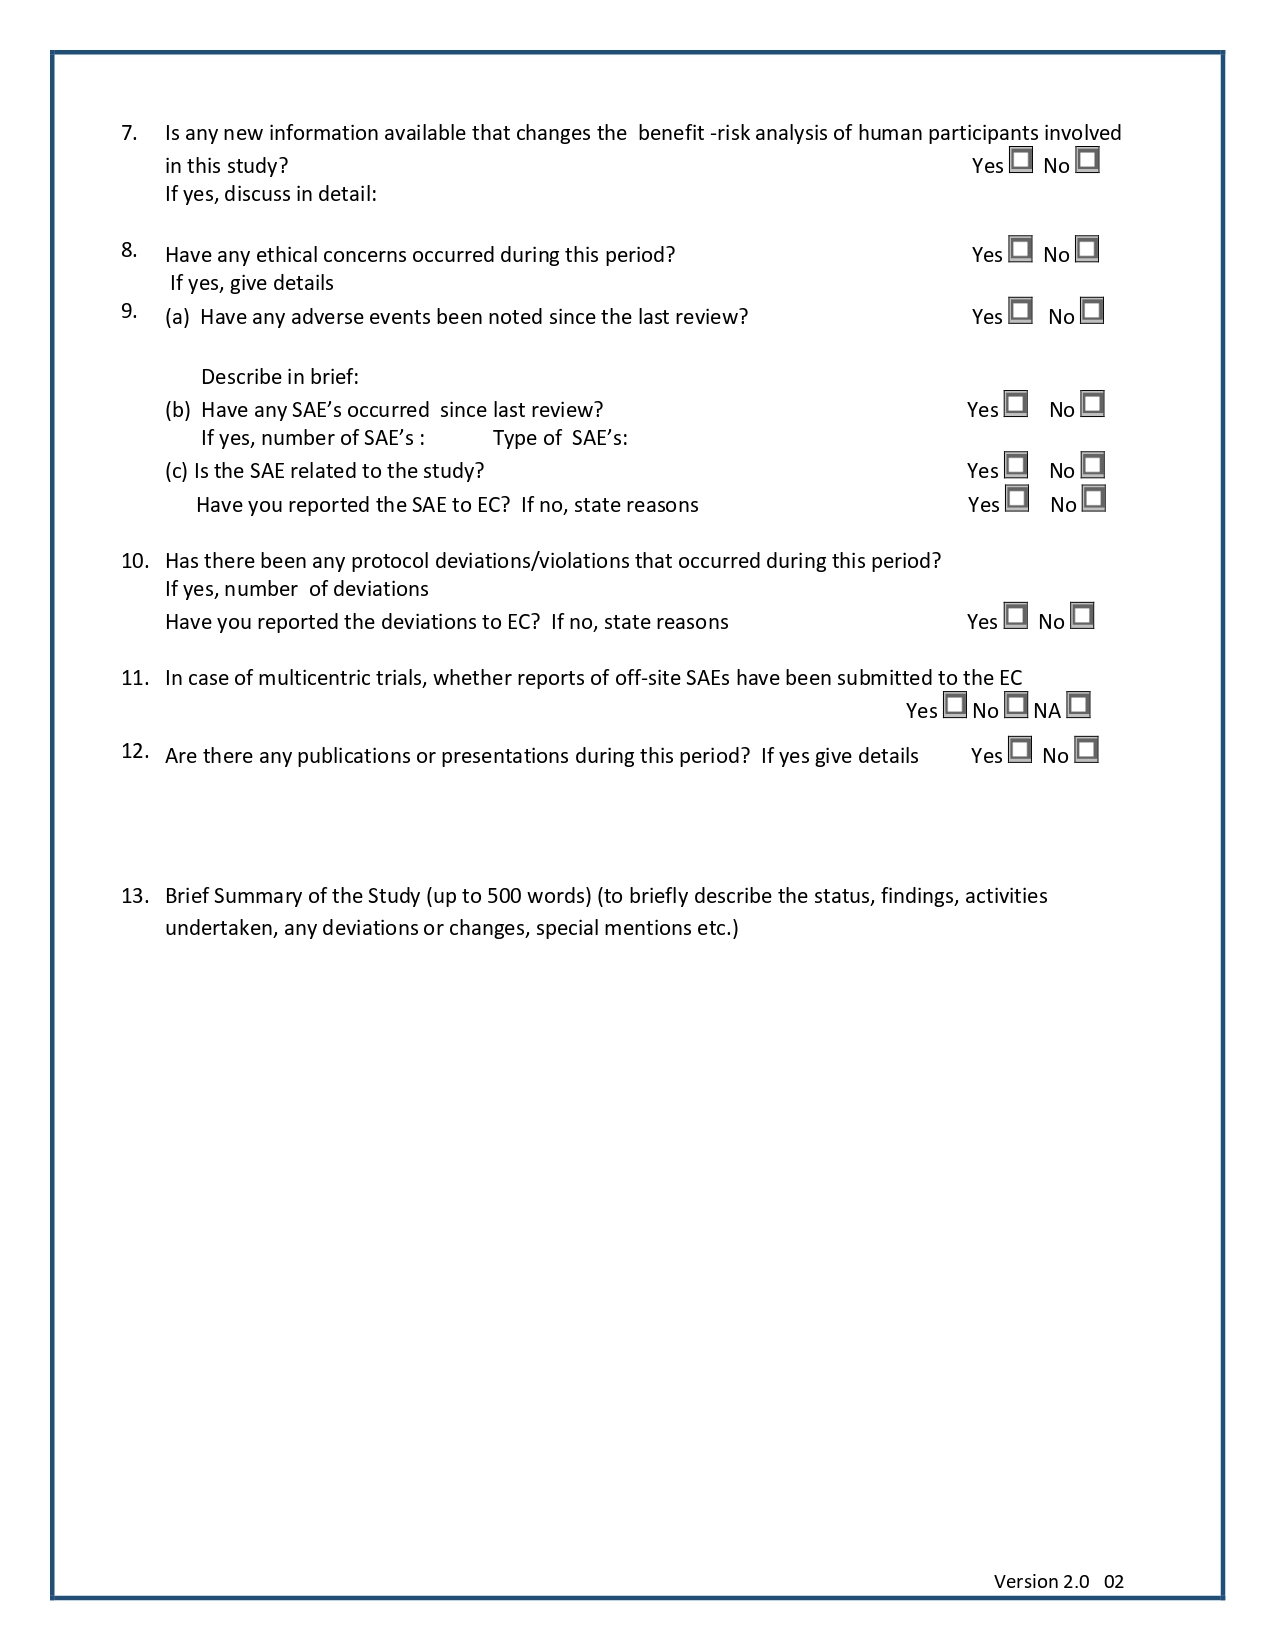 7. Is any new information available that changes the  benefit -risk analysis of human participants involved
in this study? Yes ☐ No ☐
If yes, discuss in detail:
8. Have any ethical concerns occurred during this period? Yes ☐ No ☐
If yes, give details
9. (a) Have any adverse events been noted since the last review? Yes ☐ No ☐
Describe in brief:
(b) Have any SAE’s occurred  since last review? Yes ☐ No ☐
If yes, number of SAE’s : Type of  SAE’s:
(c) Is the SAE related to the study? Yes ☐ No ☐
Have you reported the SAE to EC?  If no, state reasons Yes ☐ No ☐
10. Has there been any protocol deviations/violations that occurred during this period?
If yes, number  of deviations
Have you reported the deviations to EC?  If no, state reasons Yes ☐ No ☐
11. In case of multicentric trials, whether reports of off-site SAEs have been submitted to the EC
Yes ☐ No ☐ NA ☐
12. Are there any publications or presentations during this period?  If yes give details Yes ☐ No ☐
13. Brief Summary of the Study (up to 500 words) (to briefly describe the status, findings, activities
undertaken, any deviations or changes, special mentions etc.)
Version 2.0  02